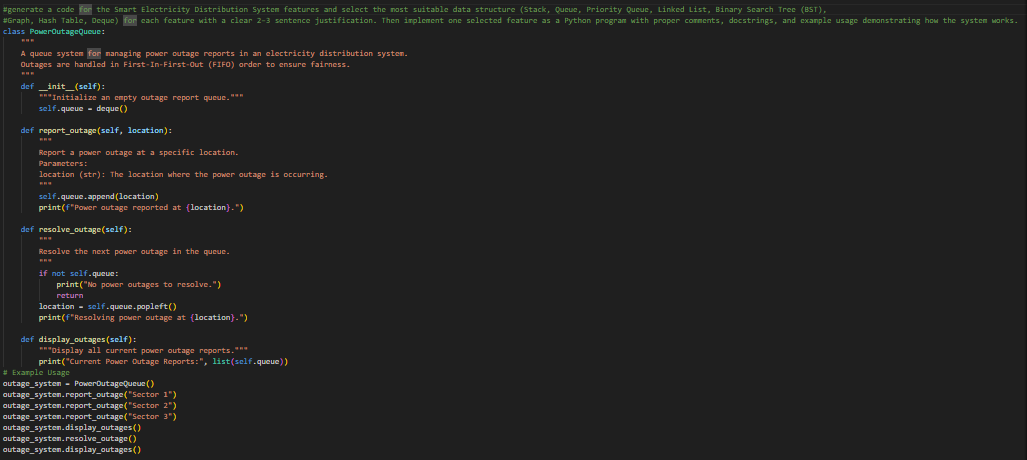 #generate a code for the Smart Electricity Distribution System features and select the most suitable data structure (Stack, Queue, Priority Queue, Linked List, Binary Search Tree (BST),
#Graph, Hash Table, Deque) for each feature with a clear 2-3 sentence justification. Then implement one selected feature as a Python program with proper comments, docstrings, and example usage demonstrating how the system works.
class PowerOutageQueue:
    """
    A queue system for managing power outage reports in an electricity distribution system.
    Outages are handled in First-In-First-Out (FIFO) order to ensure fairness.
    """
    def __init__(self):
        """Initialize an empty outage report queue."""
        self.queue = deque()

    def report_outage(self, location):
        """
        Report a power outage at a specific location.
        Parameters:
        location (str): The location where the power outage is occurring.
        """
        self.queue.append(location)
        print(f"Power outage reported at {location}.")

    def resolve_outage(self):
        """
        Resolve the next power outage in the queue.
        """
        if not self.queue:
            print("No power outages to resolve.")
            return
        location = self.queue.popleft()
        print(f"Resolving power outage at {location}.")

    def display_outages(self):
        """Display all current power outage reports."""
        print("Current Power Outage Reports:", list(self.queue))
# Example Usage
outage_system = PowerOutageQueue()
outage_system.report_outage("Sector 1")
outage_system.report_outage("Sector 2")
outage_system.report_outage("Sector 3")
outage_system.display_outages()
outage_system.resolve_outage()
outage_system.display_outages()